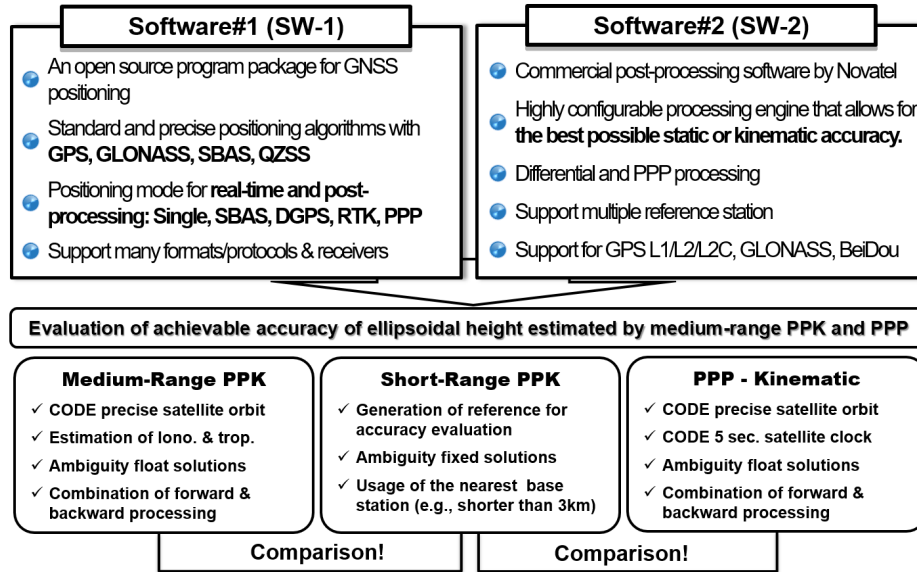 Software#1 (SW-1)
An open source program package for GNSS
positioning
Standard and precise positioning algorithms with
GPS, GLONASS, SBAS, QZSS
Positioning mode for real-time and post-
processing: Single, SBAS, DGPS, RTK, PPP
Support many formats/protocols & receivers
Software#2 (SW-2)
Commercial post-processing software by Novatel
Highly configurable processing engine that allows for
the best possible static or kinematic accuracy.
Differential and PPP processing
Support multiple reference station
Support for GPS L1/L2/L2C, GLONASS, BeiDou
Evaluation of achievable accuracy of ellipsoidal height estimated by medium-range PPK and PPP
Medium-Range PPK
✓ CODE precise satellite orbit
✓ Estimation of Iono. & trop.
✓ Ambiguity float solutions
✓ Combination of forward &
backward processing
Short-Range PPK
✓ Generation of reference for
accuracy evaluation
✓ Ambiguity fixed solutions
✓ Usage of the nearest base
station (e.g., shorter than 3km)
PPP - Kinematic
✓ CODE precise satellite orbit
✓ CODE 5 sec. satellite clock
✓ Ambiguity float solutions
✓ Combination of forward &
backward processing
Comparison!
Comparison!